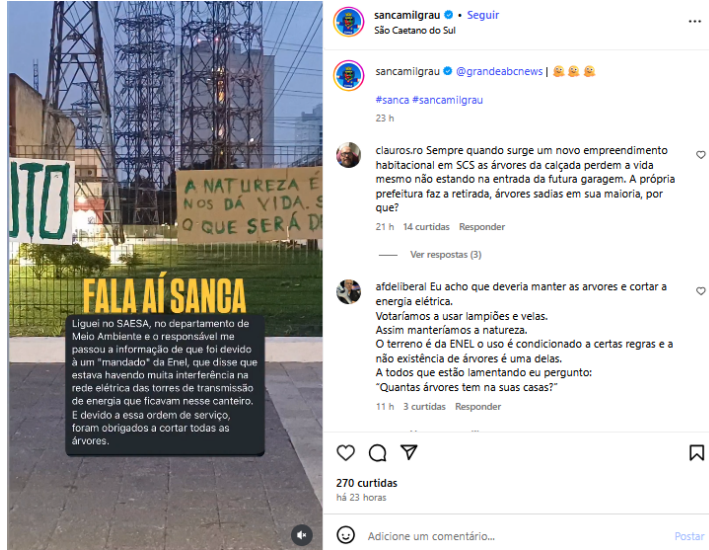 UTO
A NATUREZA É
NOS DÁ VIDA. S
O QUE SERÁ DE
FALA AÍ SANCA
Liguei no SAESA, no departamento de
Meio Ambiente e o responsável me
passou a informação de que foi devido
à um "mandado" da Enel, que disse que
estava havendo muita interferência na
rede elétrica das torres de transmissão
de energia que ficavam nesse canteiro.
E devido a essa ordem de serviço,
foram obrigados a cortar todas as
árvores.
sancamilgrau • Seguir
São Caetano do Sul
sancamilgrau @grandeabcnews |
#sanca #sancamilgrau
23 h
clauros.ro Sempre quando surge um novo empreendimento
habitacional em SCS as árvores da calçada perdem a vida
mesmo não estando na entrada da futura garagem. A própria
prefeitura faz a retirada, árvores sadias em sua maioria, por
que?
21 h 14 curtidas Responder
Ver respostas (3)
afdeliberal Eu acho que deveria manter as arvores e cortar a
energia elétrica.
Votaríamos a usar lampiões e velas.
Assim manteríamos a natureza.
O terreno é da ENEL o uso é condicionado a certas regras e a
não existência de árvores é uma delas.
A todos que estão lamentando eu pergunto:
"Quantas árvores tem na suas casas?"
11 h 3 curtidas Responder
270 curtidas
há 23 horas
Adicione um comentário...
Postar